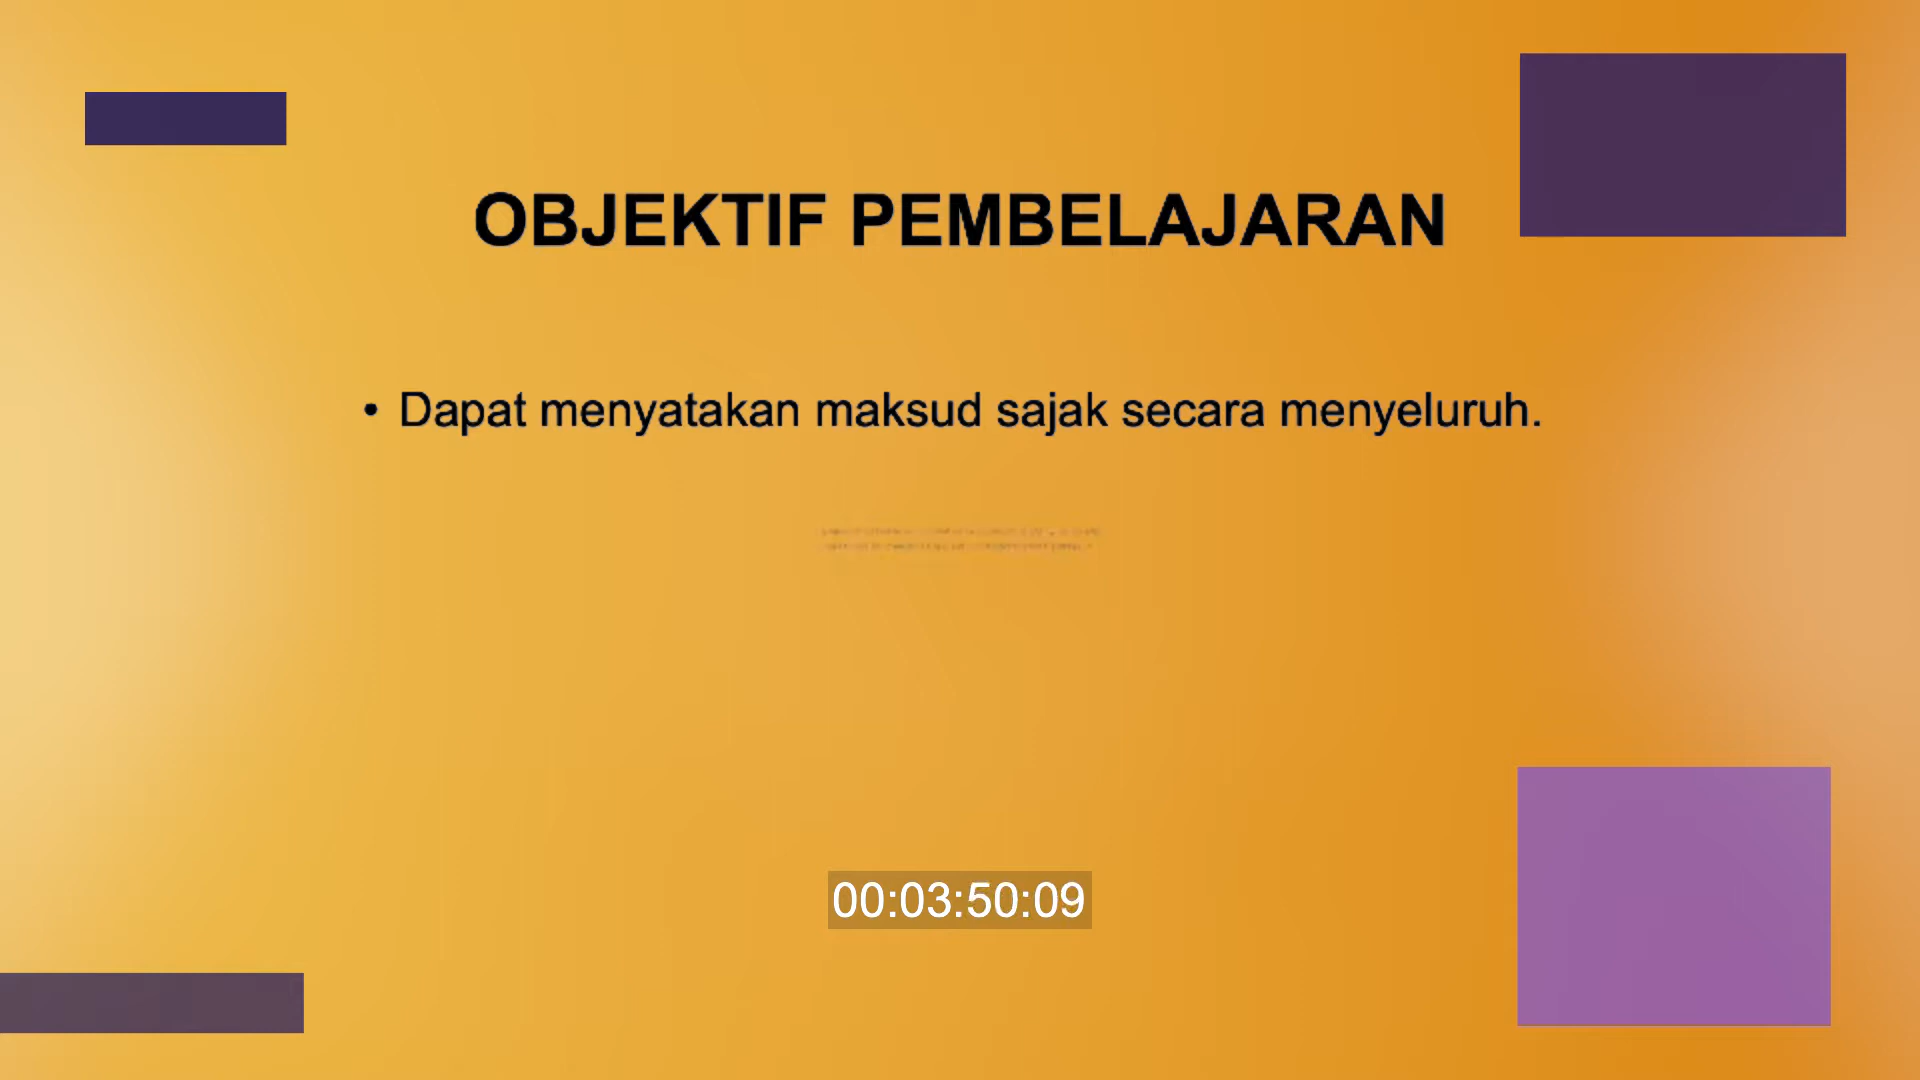 OBJEKTIF PEMBELAJARAN
• Dapat menyatakan maksud sajak secara menyeluruh.
00:03:50:09